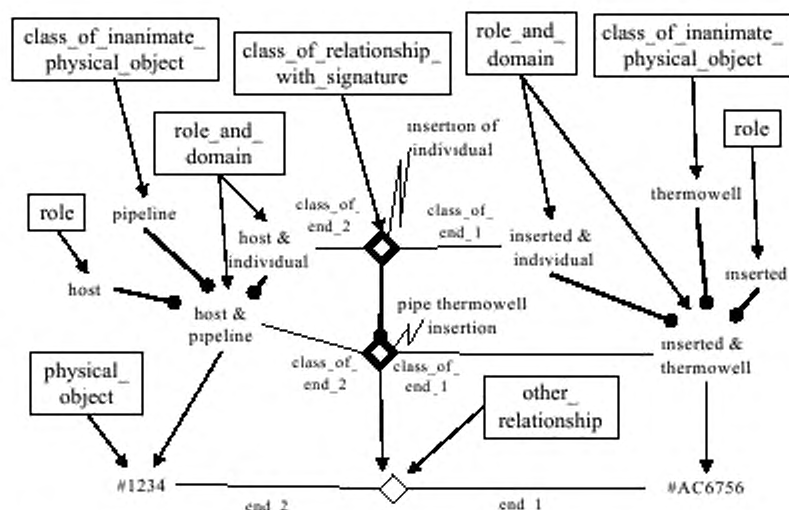 class_of_inanimate_
physical_object
class_of_relationship_
with_signature
role_and_
domain
class_of_inanimate_
physical_object
role_and_
domain
insertion of
individual
role
role
pipeline
thermowell
class_of_
end_2
class_of_
end_1
host &
individual
inserted &
individual
host
inserted
host &
pipeline
pipe thermowell
insertion
inserted &
thermowell
class_of_
end_2
class_of_
end_1
physical_
object
other_
relationship
#1234
#AC6756
end_2
end_1